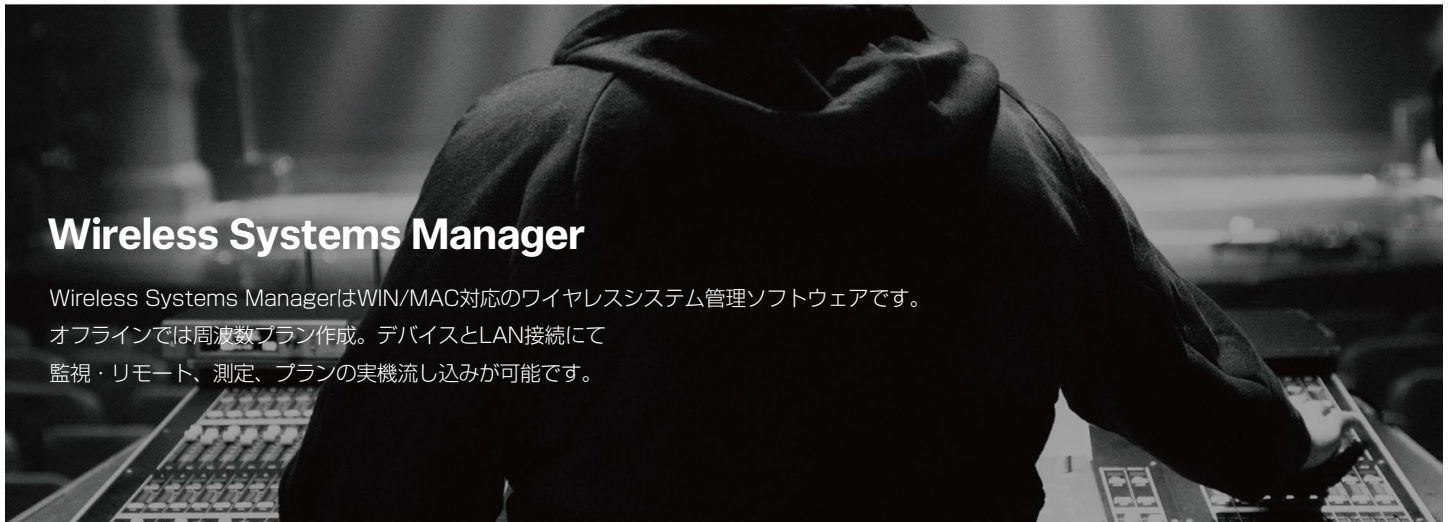 Wireless Systems Manager
Wireless Systems ManagerはWIN/MAC対応のワイヤレスシステム管理ソフトウェアです。
オフラインでは周波数プラン作成。デバイスとLAN接続にて
監視・リモート、測定、プランの実機流し込みが可能です。